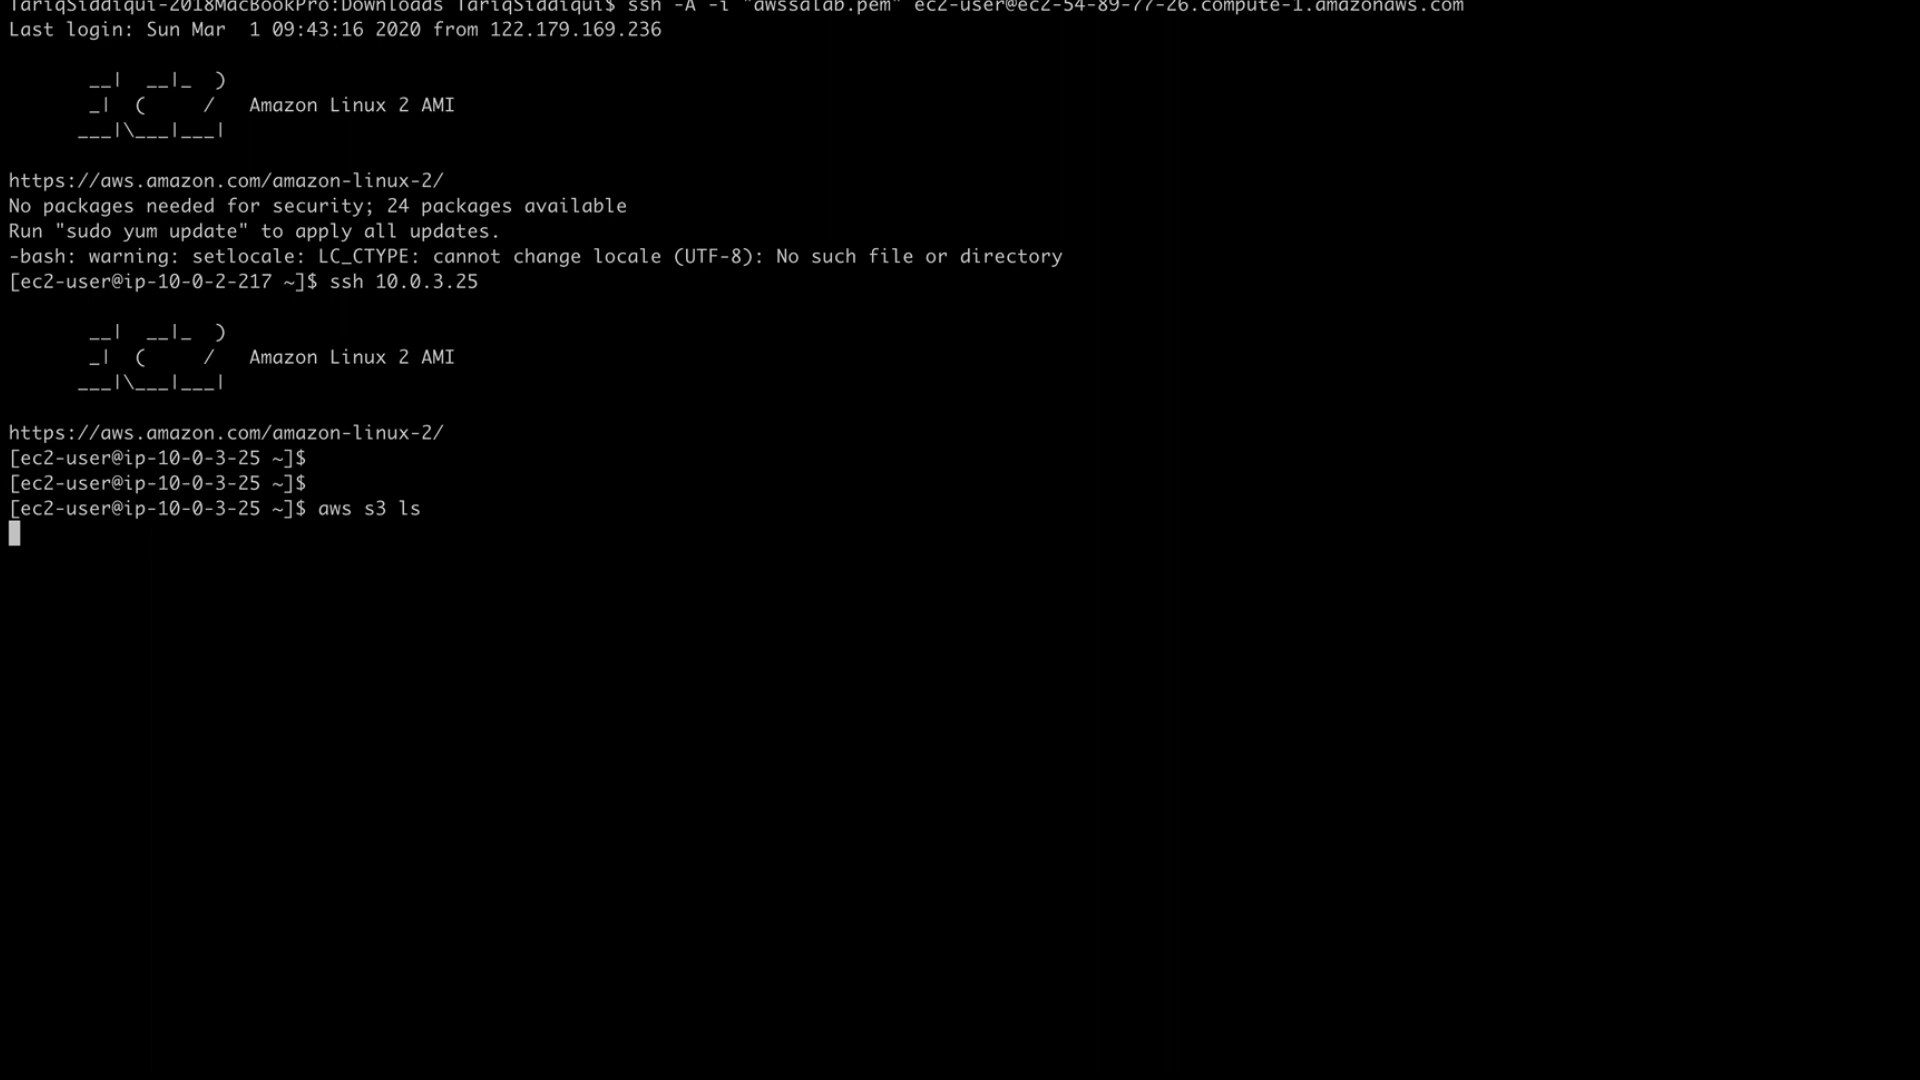 TariqSiddiqui-2018MacBookPro:Downloads TariqSiddiqui$ ssh -A -i "awssalab.pem" ec2-user@ec2-54-89-77-26.compute-1.amazonaws.com
Last login: Sun Mar  1 09:43:16 2020 from 122.179.169.236
       __|  __|_  )
       _|  (     /   Amazon Linux 2 AMI
      ___|\___|___|
https://aws.amazon.com/amazon-linux-2/
No packages needed for security; 24 packages available
Run "sudo yum update" to apply all updates.
-bash: warning: setlocale: LC_CTYPE: cannot change locale (UTF-8): No such file or directory
[ec2-user@ip-10-0-2-217 ~]$ ssh 10.0.3.25
       __|  __|_  )
       _|  (     /   Amazon Linux 2 AMI
      ___|\___|___|
https://aws.amazon.com/amazon-linux-2/
[ec2-user@ip-10-0-3-25 ~]$
[ec2-user@ip-10-0-3-25 ~]$
[ec2-user@ip-10-0-3-25 ~]$ aws s3 ls